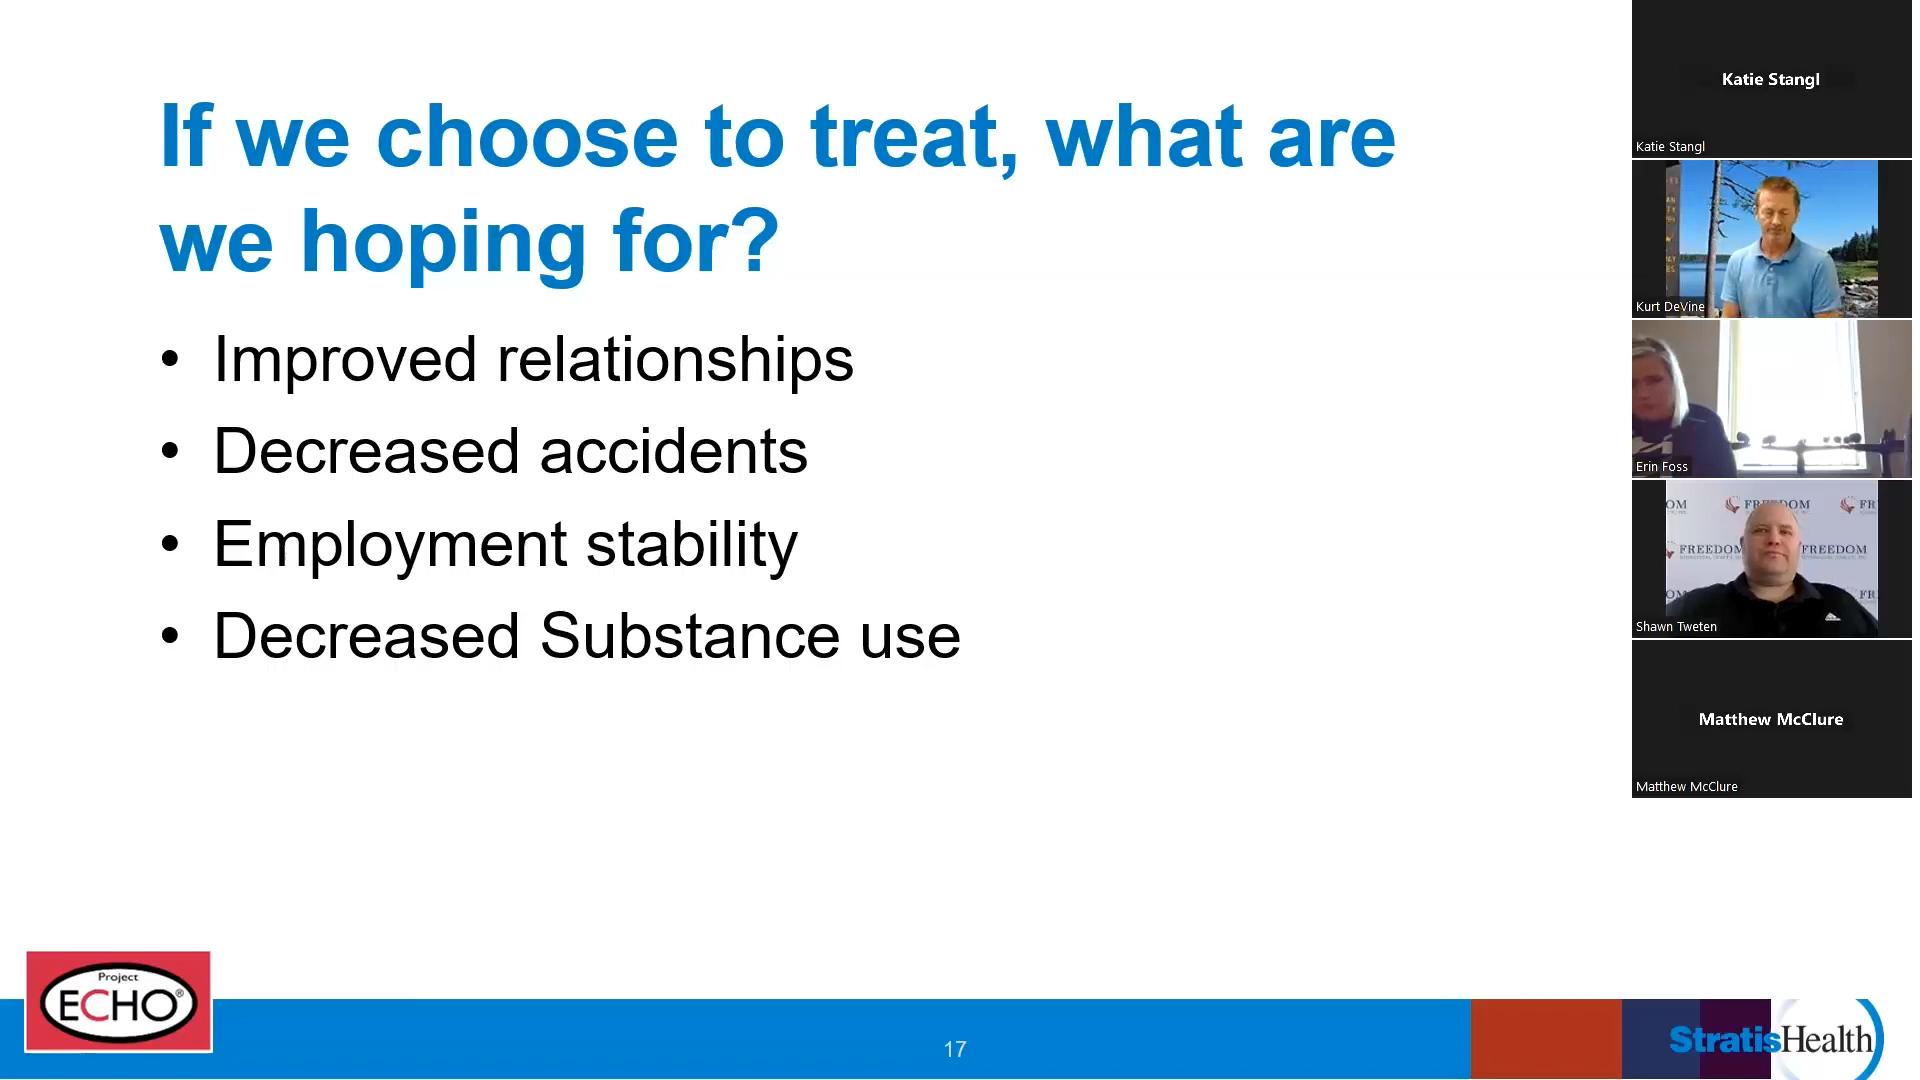 If we choose to treat, what are
we hoping for?
• Improved relationships
• Decreased accidents
• Employment stability
• Decreased Substance use
Katie Stangl
Katie Stangl
Kurt DeVine
Erin Foss
FREEDOM
FREEDOM
FREEDOM
Shawn Tweten
Matthew McClure
Matthew McClure
Project
ECHO®
17
StratisHealth